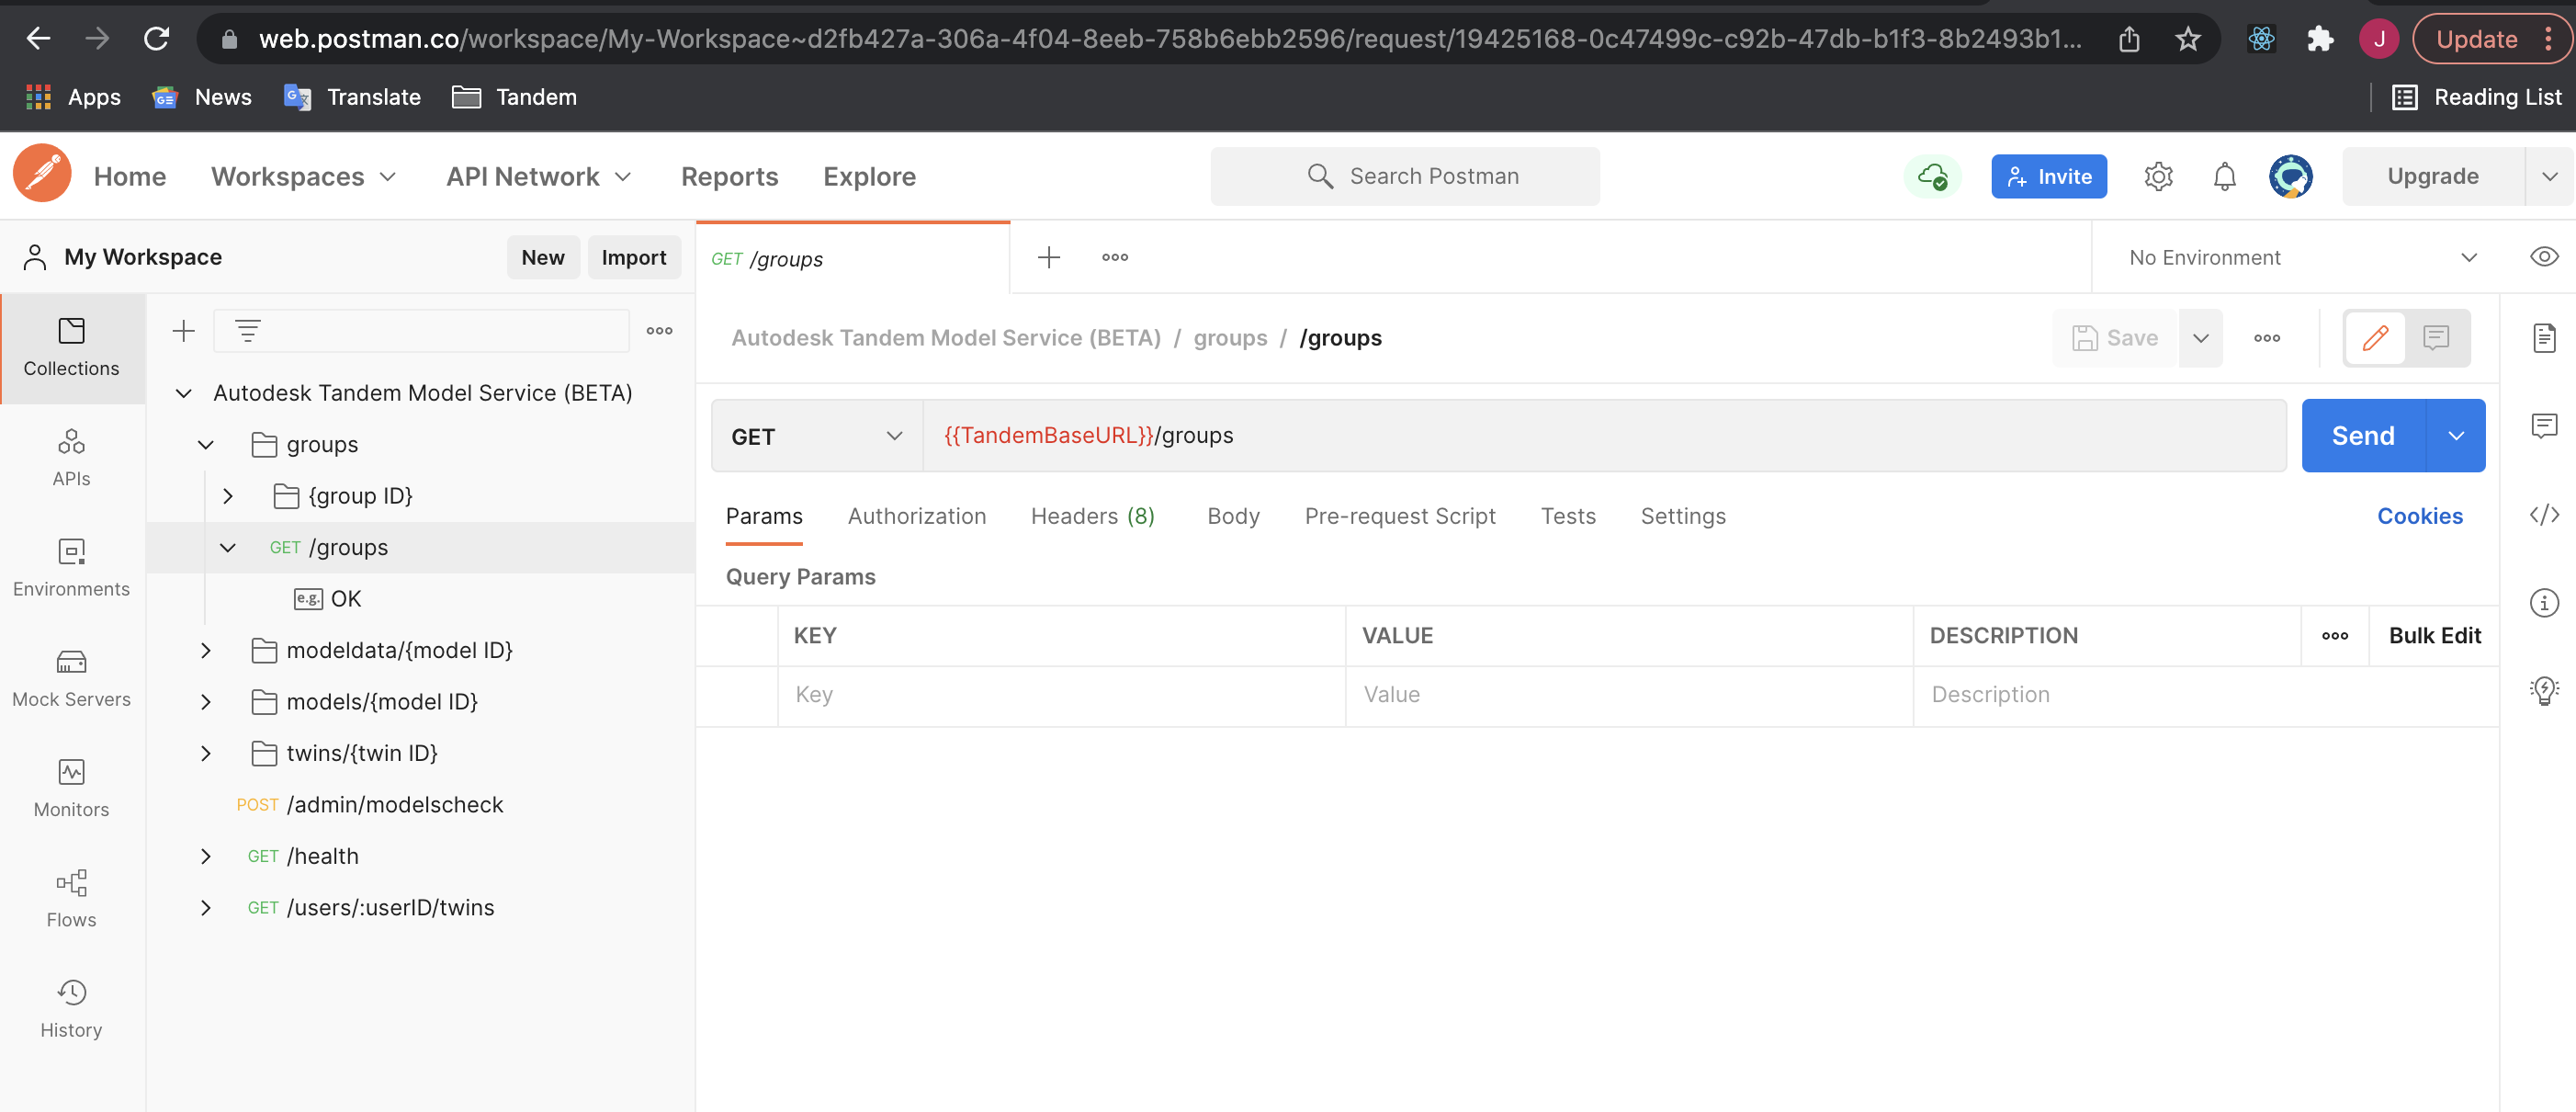 web.postman.co/workspace/My-Workspace~d2fb427a-306a-4f04-8eeb-758b6ebb2596/request/19425168-0c47499c-c92b-47db-b1f3-8b2493b1...
J
Update
Apps
News
Translate
Tandem
Reading List
Home
Workspaces
API Network
Reports
Explore
Search Postman
Invite
Upgrade
My Workspace
New
Import
GET /groups
No Environment
Collections
APIs
Environments
Mock Servers
Monitors
Flows
History
Autodesk Tandem Model Service (BETA)
groups
{group ID}
GET /groups
e.g. OK
modeldata/{model ID}
models/{model ID}
twins/{twin ID}
POST /admin/modelscheck
GET /health
GET /users/:userID/twins
Autodesk Tandem Model Service (BETA) / groups / /groups
Save
GET
{{TandemBaseURL}}/groups
Send
Params
Authorization
Headers (8)
Body
Pre-request Script
Tests
Settings
Cookies
Query Params
KEY
VALUE
DESCRIPTION
Bulk Edit
Key
Value
Description